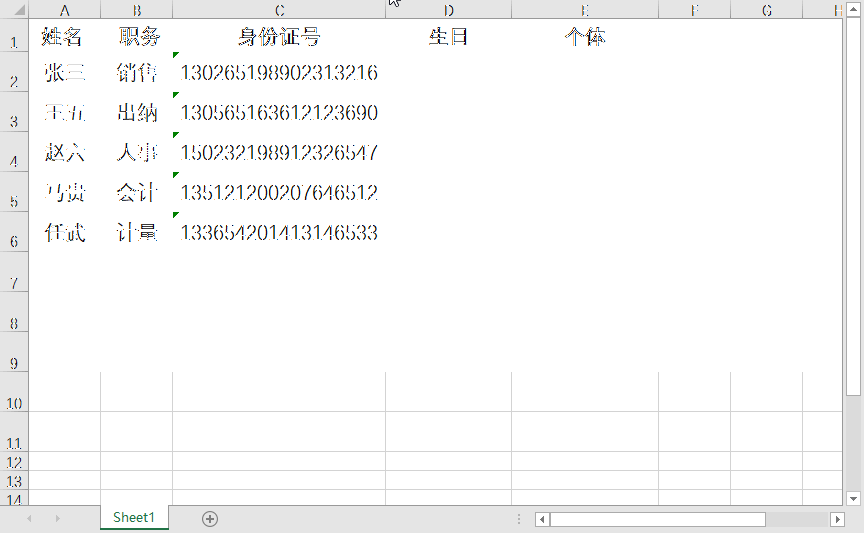 A B C D E F G H
1 姓名 职务 身份证号 生日 个体
2 张三 销售 130265198902313216
3 王五 出纳 130565163612123690
4 赵六 人事 150232198912326547
5 马贵 会计 135121200207646512
6 任武 计量 133654201413146533
7
8
9
10
11
12
13
14
Sheet1